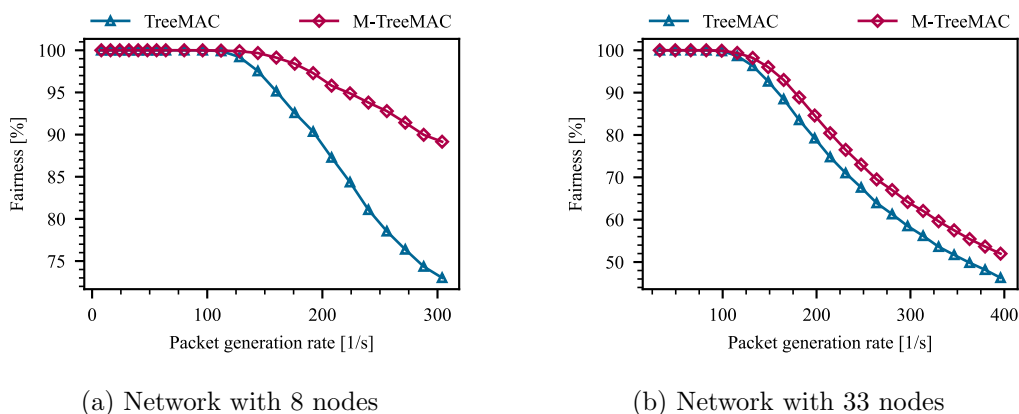 TreeMAC M-TreeMAC
100
95
90
85
80
75
Fairness [%]
0 100 200 300
Packet generation rate [1/s]
(a) Network with 8 nodes
TreeMAC M-TreeMAC
100
90
80
70
60
50
Fairness [%]
100 200 300 400
Packet generation rate [1/s]
(b) Network with 33 nodes